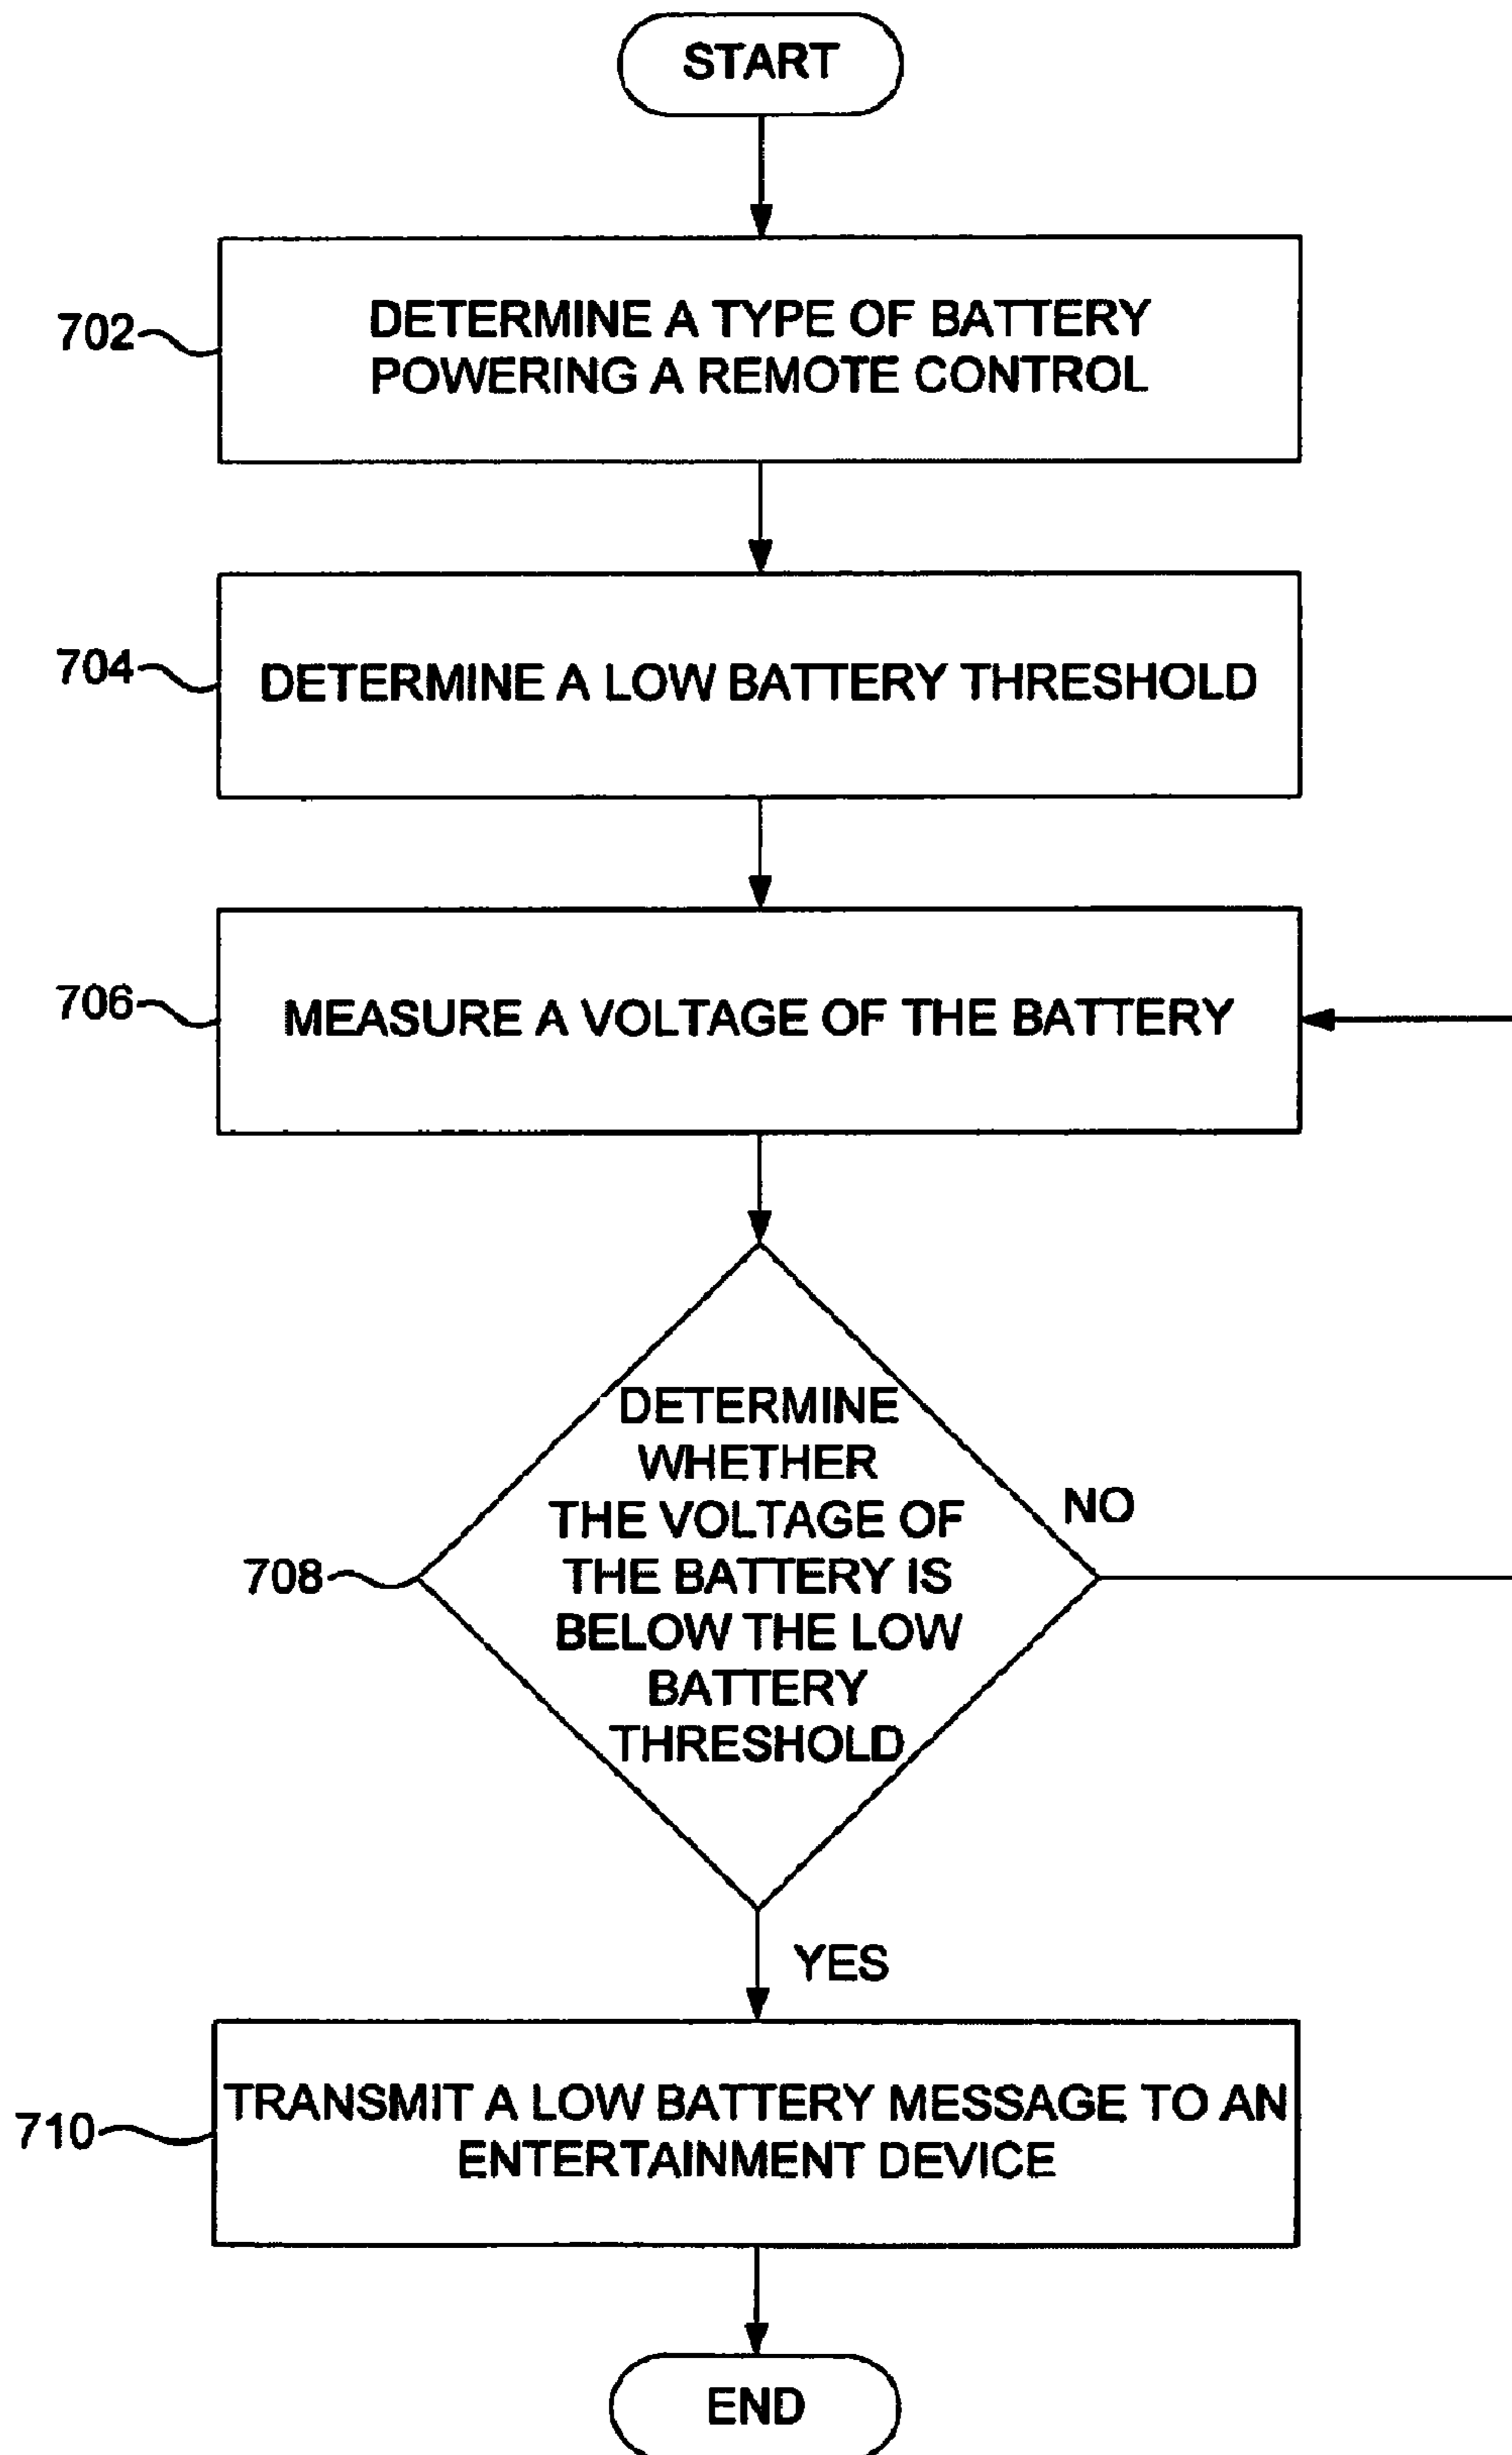 START
702
DETERMINE A TYPE OF BATTERY
POWERING A REMOTE CONTROL
704
DETERMINE A LOW BATTERY THRESHOLD
706
MEASURE A VOLTAGE OF THE BATTERY
708
DETERMINE
WHETHER
THE VOLTAGE OF
THE BATTERY IS
BELOW THE LOW
BATTERY
THRESHOLD
NO
YES
710
TRANSMIT A LOW BATTERY MESSAGE TO AN
ENTERTAINMENT DEVICE
END